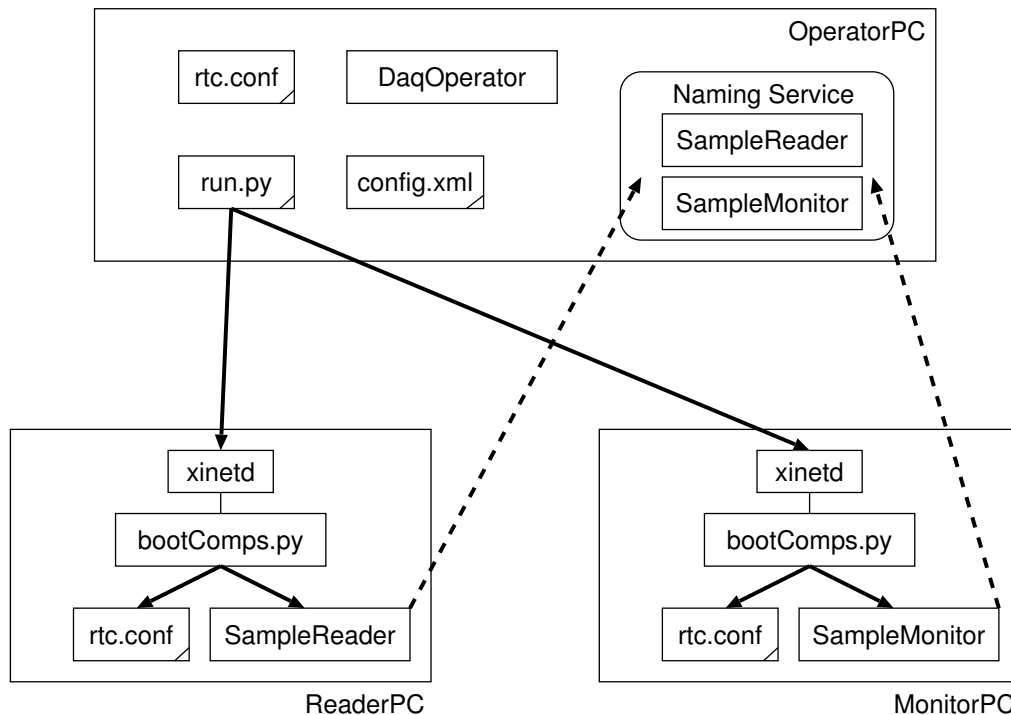 OperatorPC
rtc.conf
DaqOperator
Naming Service
SampleReader
run.py
config.xml
SampleMonitor
xinetd
bootComps.py
rtc.conf
SampleReader
ReaderPC
xinetd
bootComps.py
rtc.conf
SampleMonitor
MonitorPC